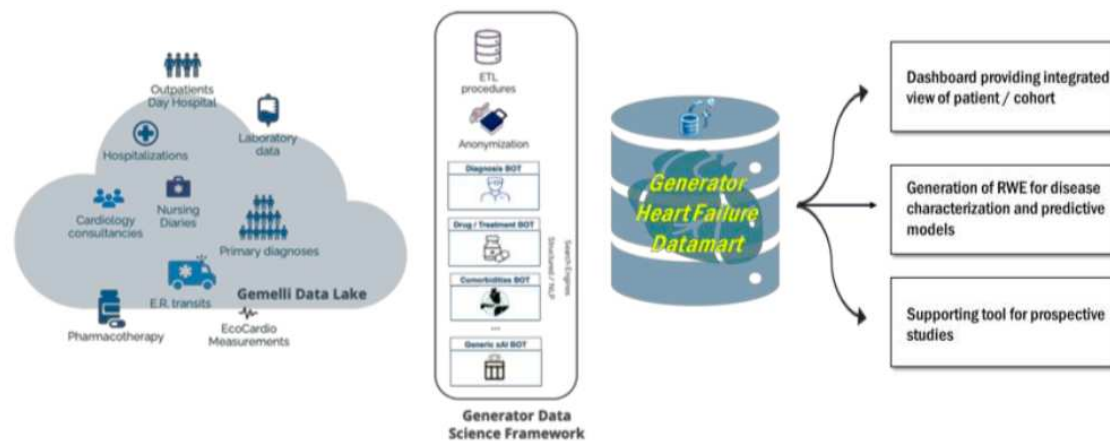 Outpatients
Day Hospital
Laboratory
data
Hospitalizations
Cardiology
consultancies
Nursing
Diaries
Primary diagnoses
E.R. transits
Gemelli Data Lake
Pharmacotherapy
EcoCardio
Measurements
ETL
procedures
Anonymization
Diagnosis BOT
Drug / Treatment BOT
Comorbidities BOT
...
Generic sAI BOT
Search-Engines
Structured / NLP
Generator Data
Science Framework
Generator
Heart Failure
Datamart
Dashboard providing integrated
view of patient / cohort
Generation of RWE for disease
characterization and predictive
models
Supporting tool for prospective
studies